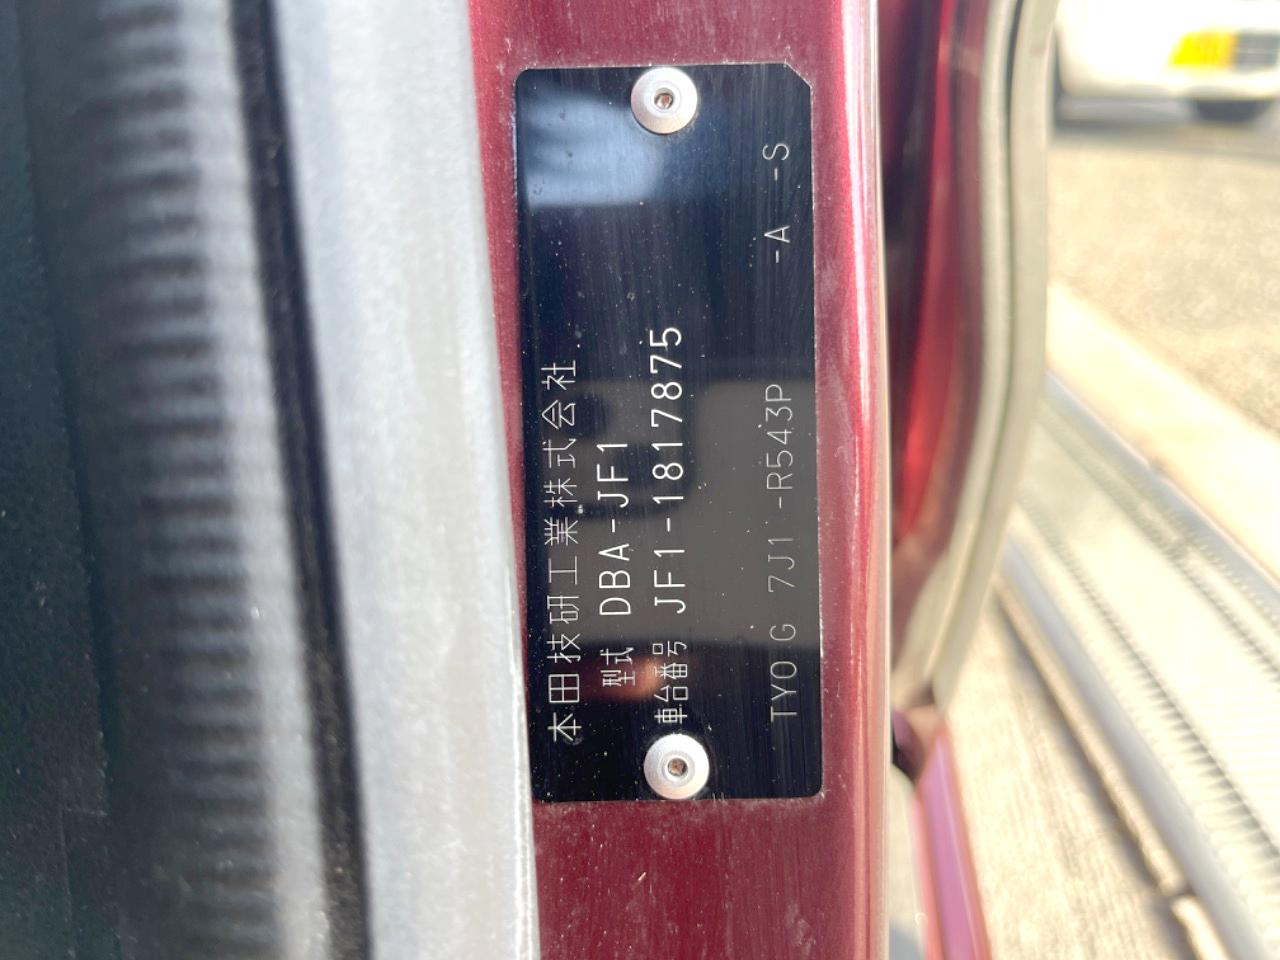 本田技研工業株式会社
型式 DBA-JF1
車台番号 JF1-1817875
TYO G 7J1 -R543P -A -S